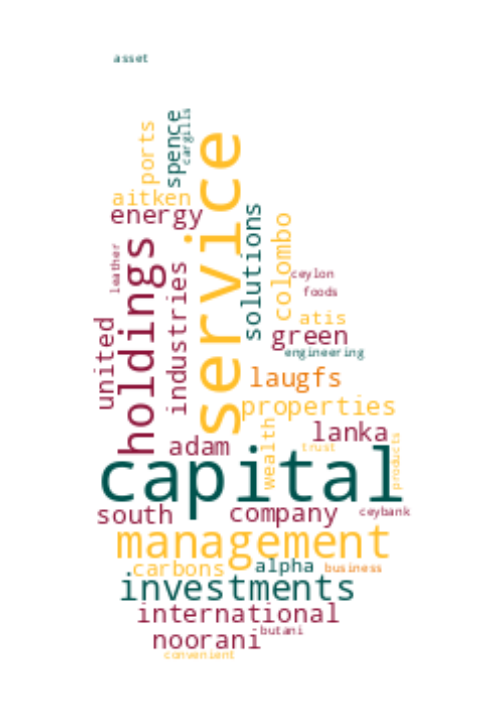 asset
cargills
spence
ports
service
aitken
energy
solutions
colombo
holdings
leather
industries
ceylon
foods
atis
green
engineering
united
laugfs
properties
lanka
adam
wealth
trust
products
capital
south
company
ceybank
management
carbons
alpha
business
investments
international
butani
noorani
convenient